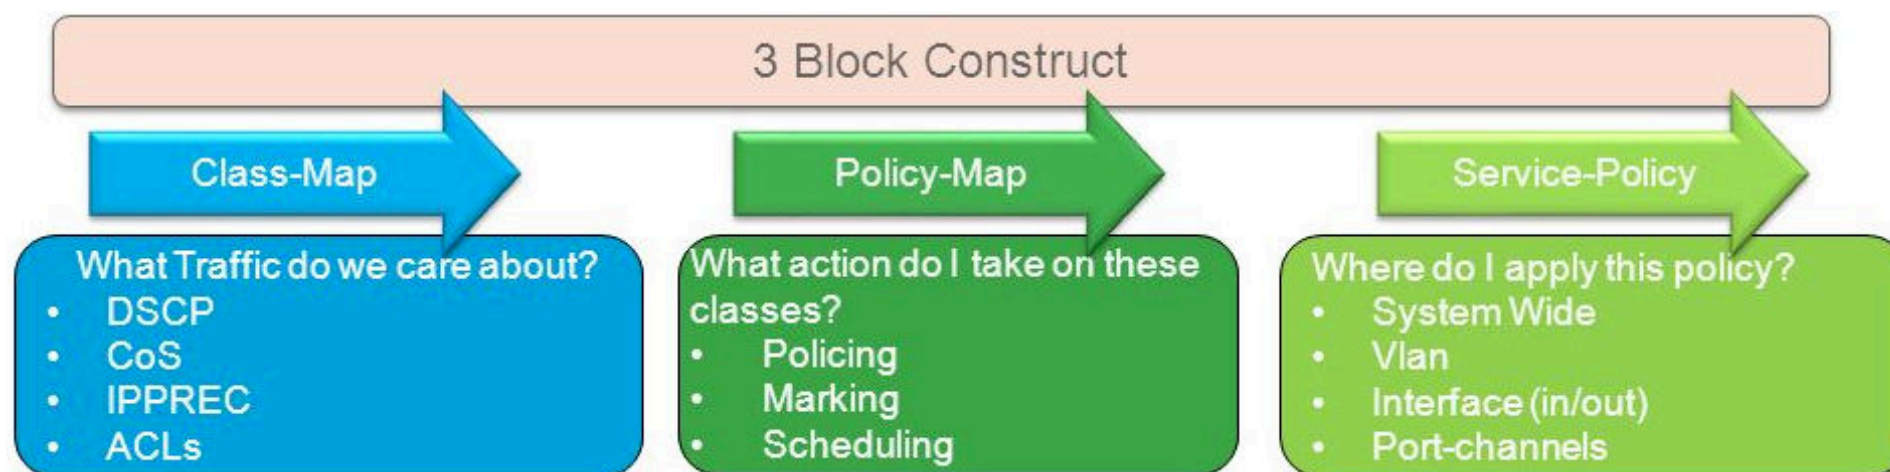 3 Block Construct
Class-Map
Policy-Map
Service-Policy
What Traffic do we care about?
• DSCP
• CoS
• IPPREC
• ACLs
What action do I take on these
classes?
• Policing
• Marking
• Scheduling
Where do I apply this policy?
• System Wide
• Vlan
• Interface (in/out)
• Port-channels